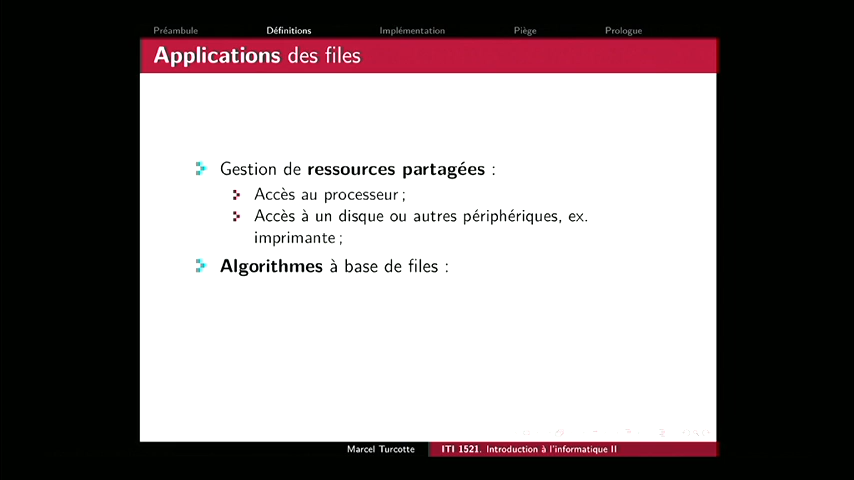 Préambule Définitions Implémentation Piège Prologue
Applications des files
Gestion de ressources partagées :
Accès au processeur ;
Accès à un disque ou autres périphériques, ex.
imprimante ;
Algorithmes à base de files :
Marcel Turcotte ITI 1521. Introduction à l'informatique II